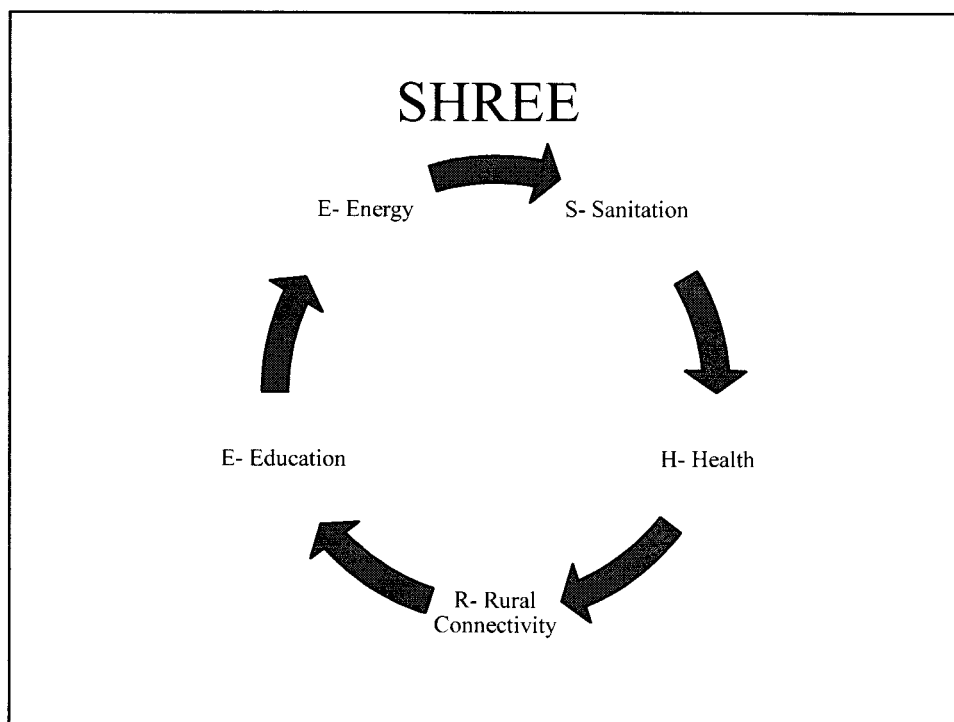 SHREE
E- Energy
S- Sanitation
E- Education
H- Health
R- Rural
Connectivity